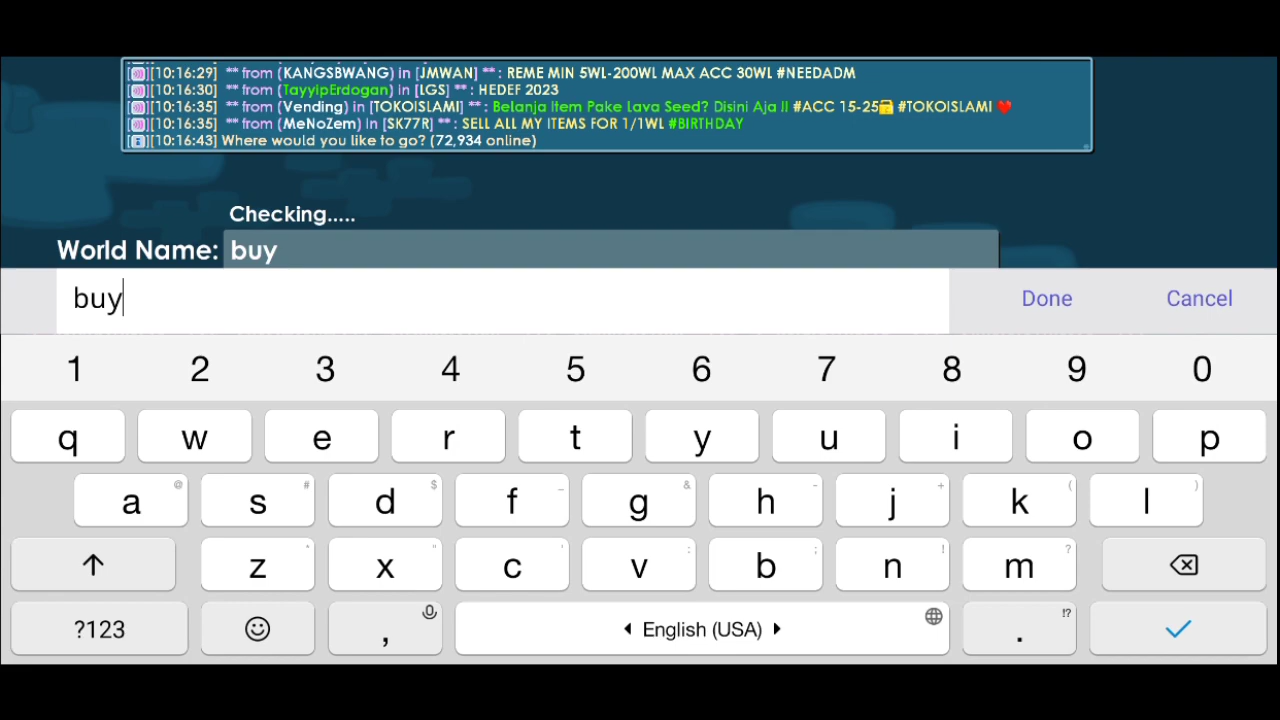 [10:16:29] ** from (KANGSBWANG) in [JMWAN] ** : REME MIN 5WL-200WL MAX ACC 30WL #NEEDADM
[10:16:30] ** from (TayyipErdogan) in [LGS] ** : HEDEF 2023
[10:16:35] ** from (Vending) in [TOKOISLAMI] ** : Belanja Item Pake Lava Seed? Disini Aja !! #ACC 15-25🔒 #TOKOISLAMI ❤️
[10:16:35] ** from (MeNoZem) in [SK77R] ** : SELL ALL MY ITEMS FOR 1/1WL #BIRTHDAY
[10:16:43] Where would you like to go? (72,934 online)
Checking.....
World Name: buy
buy Done Cancel
1 2 3 4 5 6 7 8 9 0
q w e r t y u i o p
a @ s # d $ f _ g & h - j + k ( l )
z * x " c ' v : b ; n ! m ?
?123 , English (USA) . !?